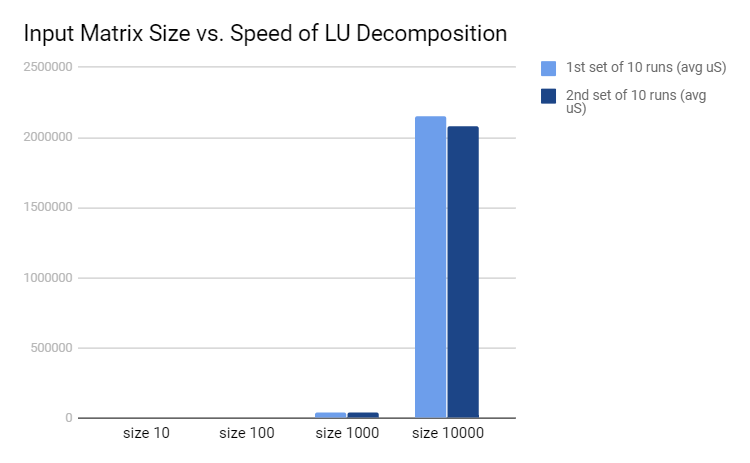 Input Matrix Size vs. Speed of LU Decomposition
2500000
2000000
1500000
1000000
500000
0
size 10
size 100
size 1000
size 10000
1st set of 10 runs (avg uS)
2nd set of 10 runs (avg
uS)